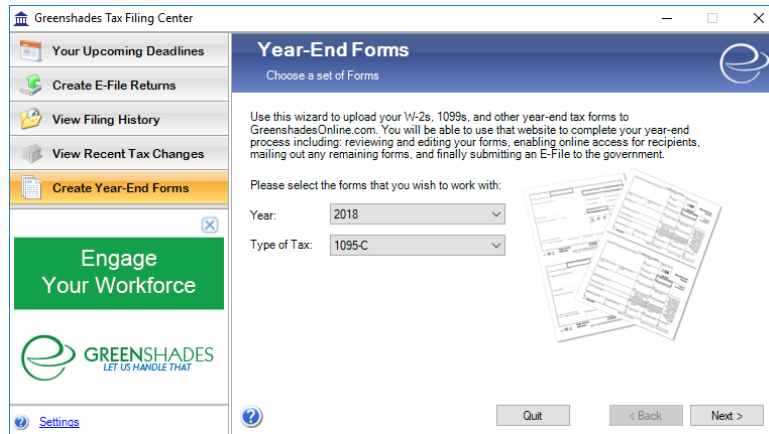 Greenshades Tax Filing Center
Your Upcoming Deadlines
Create E-File Returns
View Filing History
View Recent Tax Changes
Create Year-End Forms
Engage
Your Workforce
GREENSHADES
LET US HANDLE THAT
Settings
Year-End Forms
Choose a set of Forms
Use this wizard to upload your W-2s, 1099s, and other year-end tax forms to
GreenshadesOnline.com. You will be able to use that website to complete your year-end
process including: reviewing and editing your forms, enabling online access for recipients,
mailing out any remaining forms, and finally submitting an E-File to the government.
Please select the forms that you wish to work with:
Year: 2018
Type of Tax: 1095-C
Quit < Back Next >